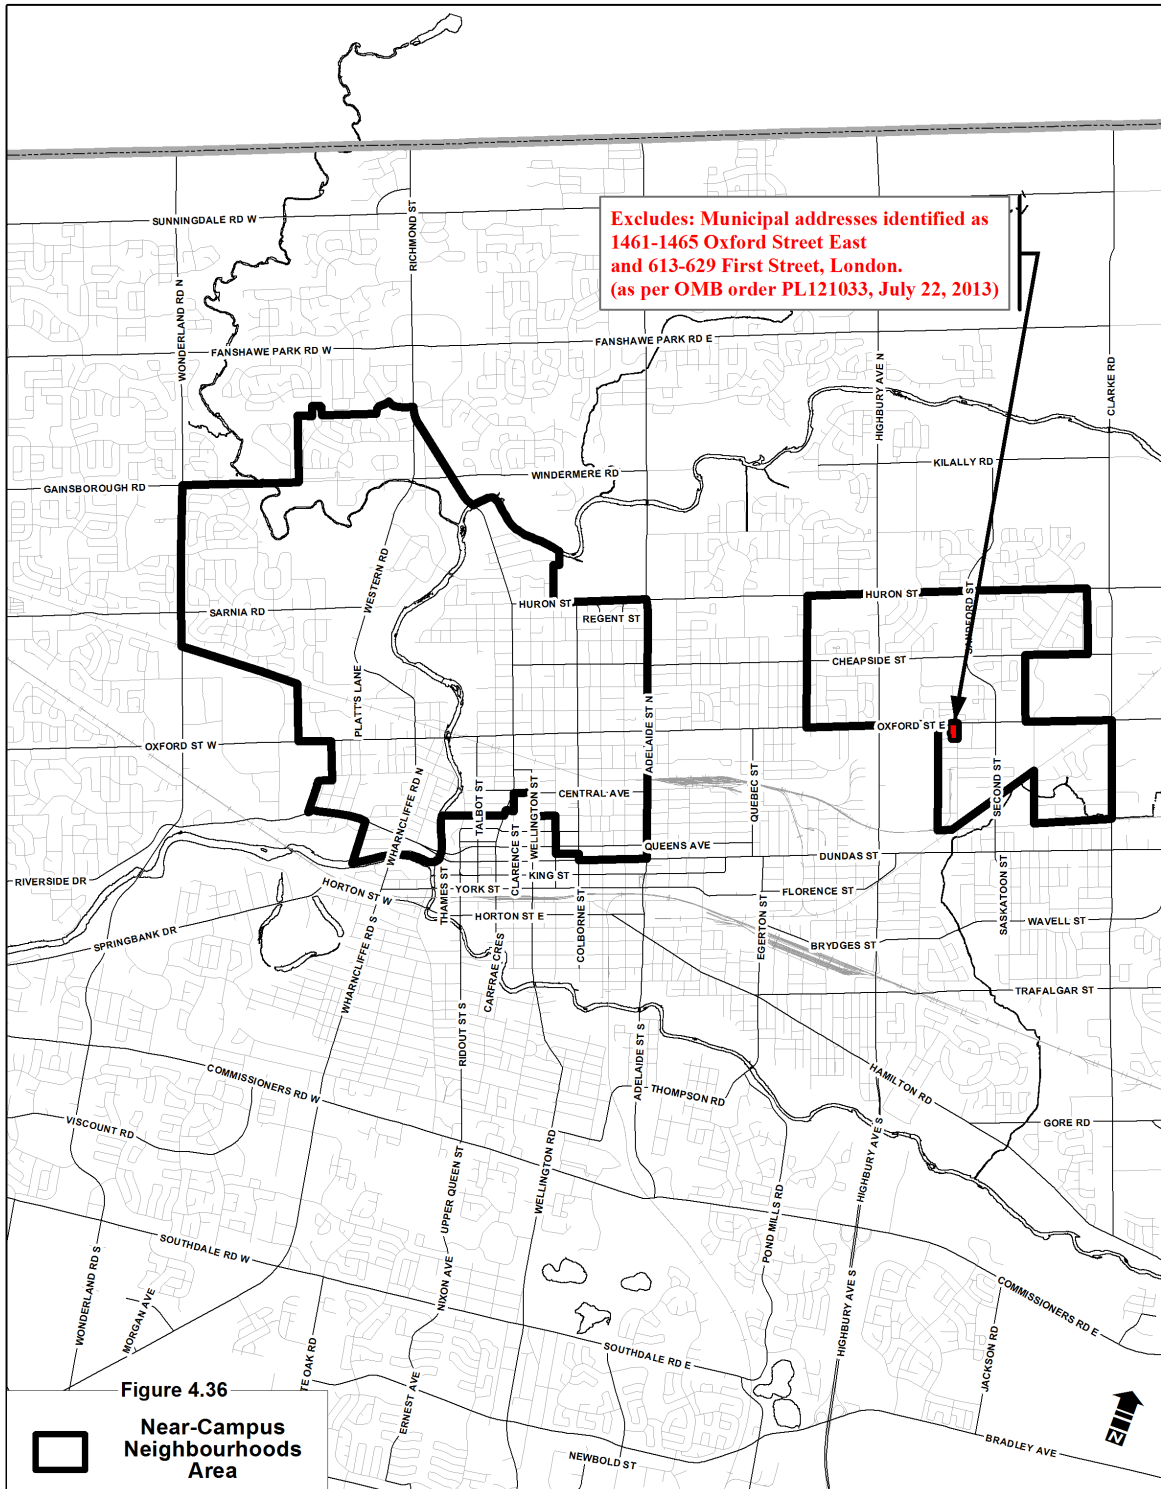 SUNNINGDALE RD W
RICHMOND ST
WONDERLAND RD N
Excludes: Municipal addresses identified as
1461-1465 Oxford Street East
and 613-629 First Street, London.
(as per OMB order PL121033, July 22, 2013)
FANSHAWE PARK RD W
FANSHAWE PARK RD E
HIGHBURY AVE N
CLARKE RD
GAINSBOROUGH RD
WINDERMERE RD
KILALLY RD
WESTERN RD
SARNIA RD
HURON ST
REGENT ST
HURON ST
SANDFORD ST
CHEAPSIDE ST
PLATT'S LANE
ADELAIDE ST N
OXFORD ST W
OXFORD ST E
WHARNCLIFFE RD N
TALBOT ST
CENTRAL AVE
WELLINGTON ST
CLARENCE ST
QUEBEC ST
SECOND ST
QUEENS AVE
DUNDAS ST
RIVERSIDE DR
HORTON ST W
THAMES ST
YORK ST
KING ST
FLORENCE ST
SASKATOON ST
HORTON ST E
COLBORNE ST
EGERTON ST
WAVELL ST
SPRINGBANK DR
WHARNCLIFFE RD S
CARFRAE CRES
BRYDGES ST
TRAFALGAR ST
RIDOUT ST S
ADELAIDE ST S
COMMISSIONERS RD W
THOMPSON RD
HAMILTON RD
VISCOUNT RD
GORE RD
UPPER QUEEN ST
WELLINGTON RD
HIGHBURY AVE S
POND MILLS RD
SOUTHDALE RD W
WONDERLAND RD S
MORGAN AVE
NIXON AVE
HIGHBURY AVE S
COMMISSIONERS RD E
SOUTHDALE RD E
JACKSON RD
TE OAK RD
ERNEST AVE
NEWBOLD ST
BRADLEY AVE
N
Figure 4.36
Near-Campus
Neighbourhoods
Area